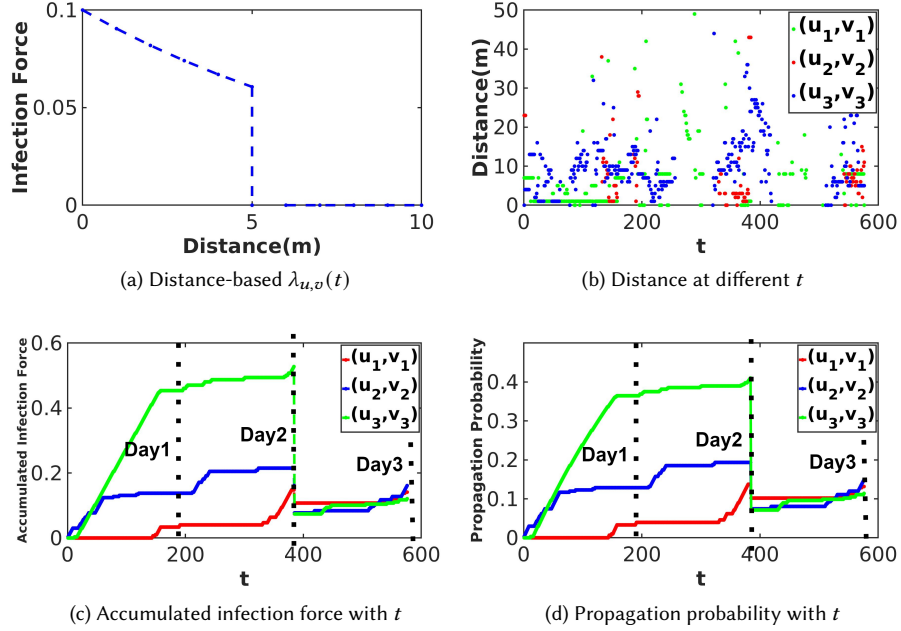 0.1
0.05
0
Infection Force
0 5 10
Distance(m)
(a) Distance-based λu,v(t)
50
40
30
20
10
0
Distance(m)
(u1,v1)
(u2,v2)
(u3,v3)
0 200 400 600
t
(b) Distance at different t
0.6
0.4
0.2
0
Accumulated Infection Force
(u1,v1)
(u2,v2)
(u3,v3)
Day1
Day2
Day3
0 200 400 600
t
(c) Accumulated infection force with t
0.4
0.3
0.2
0.1
0
Propagation Probability
(u1,v1)
(u2,v2)
(u3,v3)
Day1
Day2
Day3
0 200 400 600
t
(d) Propagation probability with t